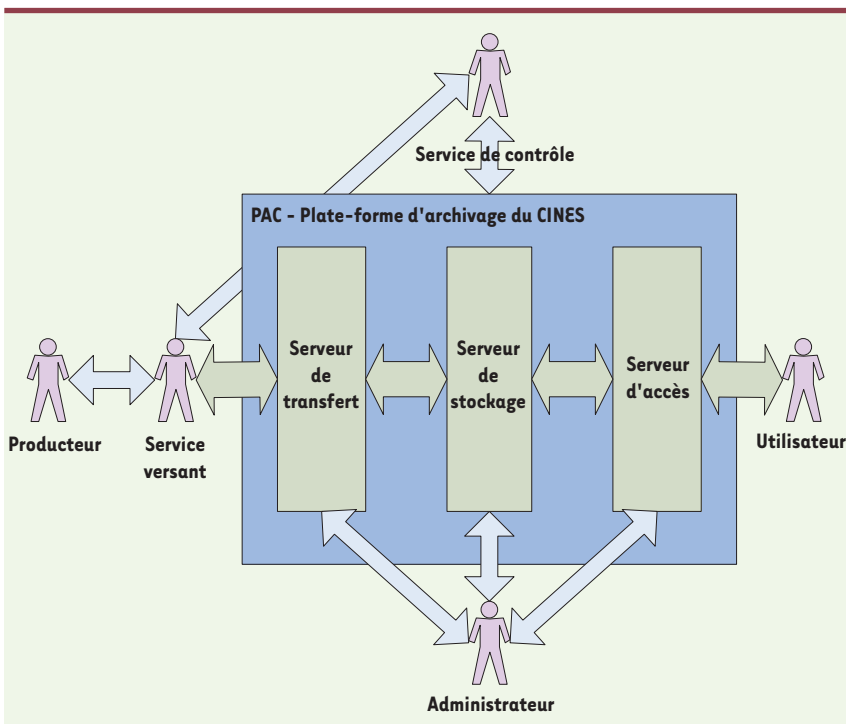 Service de contrôle
PAC - Plate-forme d'archivage du CINES
Serveur
de
transfert
Serveur
de
stockage
Serveur
d'accès
Producteur
Service
versant
Utilisateur
Administrateur